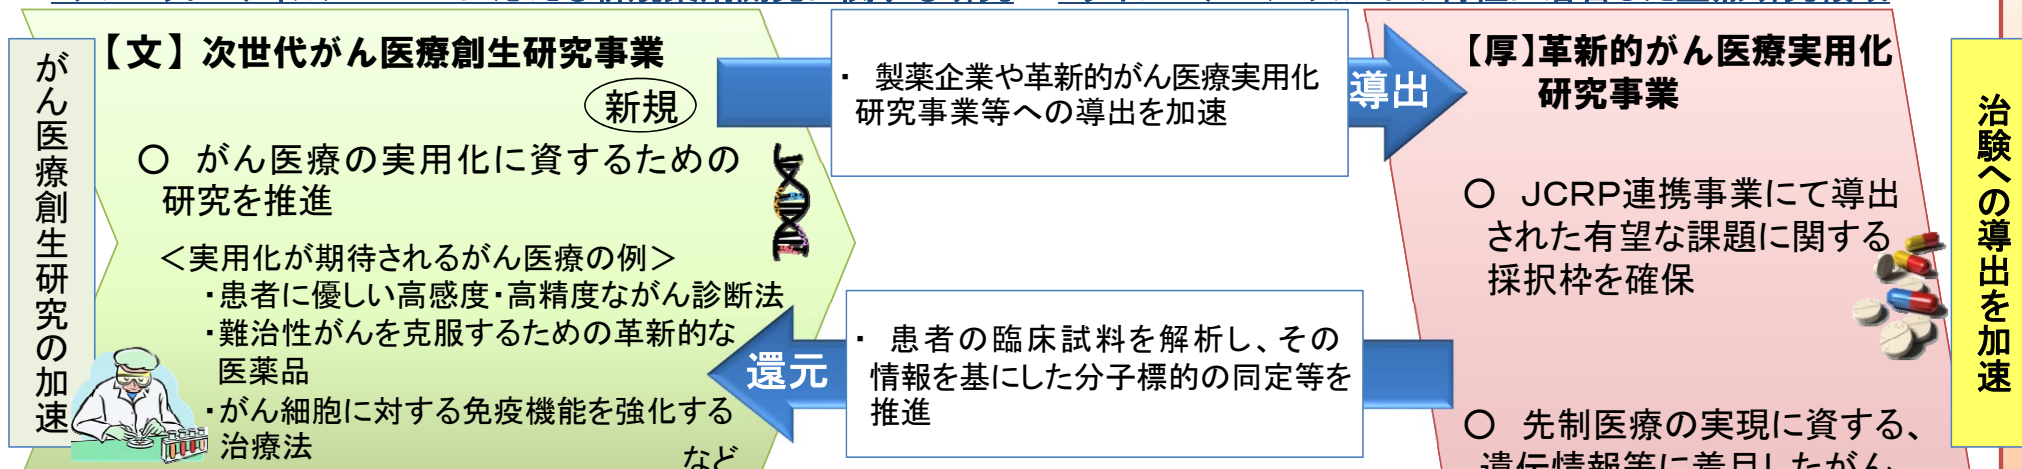 がん医療創生研究の加速
【文】次世代がん医療創生研究事業
新規
○ がん医療の実用化に資するための
研究を推進
＜実用化が期待されるがん医療の例＞
・患者に優しい高感度・高精度ながん診断法
・難治性がんを克服するための革新的な
医薬品
・がん細胞に対する免疫機能を強化する
治療法
など
・ 製薬企業や革新的がん医療実用化
研究事業等への導出を加速
導出
還元
・ 患者の臨床試料を解析し、その
情報を基にした分子標的の同定等を
推進
【厚】革新的がん医療実用化
研究事業
○ JCRP連携事業にて導出
された有望な課題に関する
採択枠を確保
○ 先制医療の実現に資する、
遺伝情報等に着目したがん
治験への導出を加速